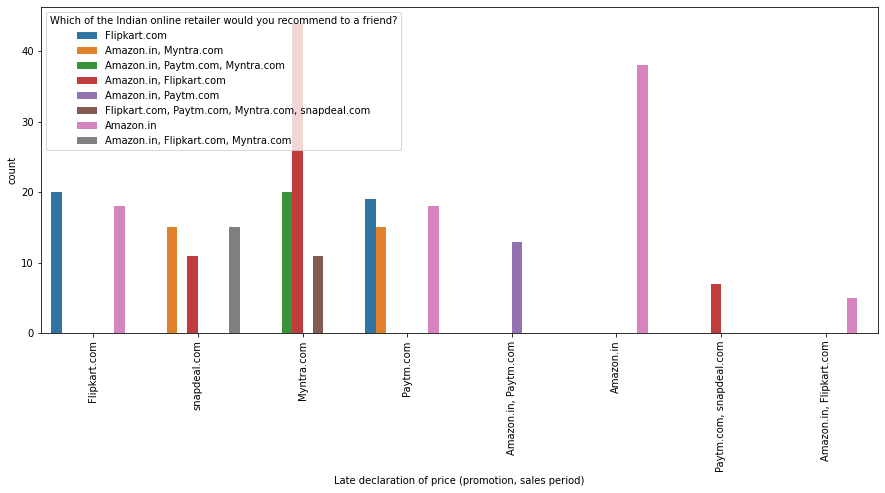 Which of the Indian online retailer would you recommend to a friend?
Flipkart.com
Amazon.in, Myntra.com
Amazon.in, Paytm.com, Myntra.com
Amazon.in, Flipkart.com
Amazon.in, Paytm.com
Flipkart.com, Paytm.com, Myntra.com, snapdeal.com
Amazon.in
Amazon.in, Flipkart.com, Myntra.com
40
30
20
10
0
count
Flipkart.com
snapdeal.com
Myntra.com
Paytm.com
Amazon.in, Paytm.com
Amazon.in
Paytm.com, snapdeal.com
Amazon.in, Flipkart.com
Late declaration of price (promotion, sales period)